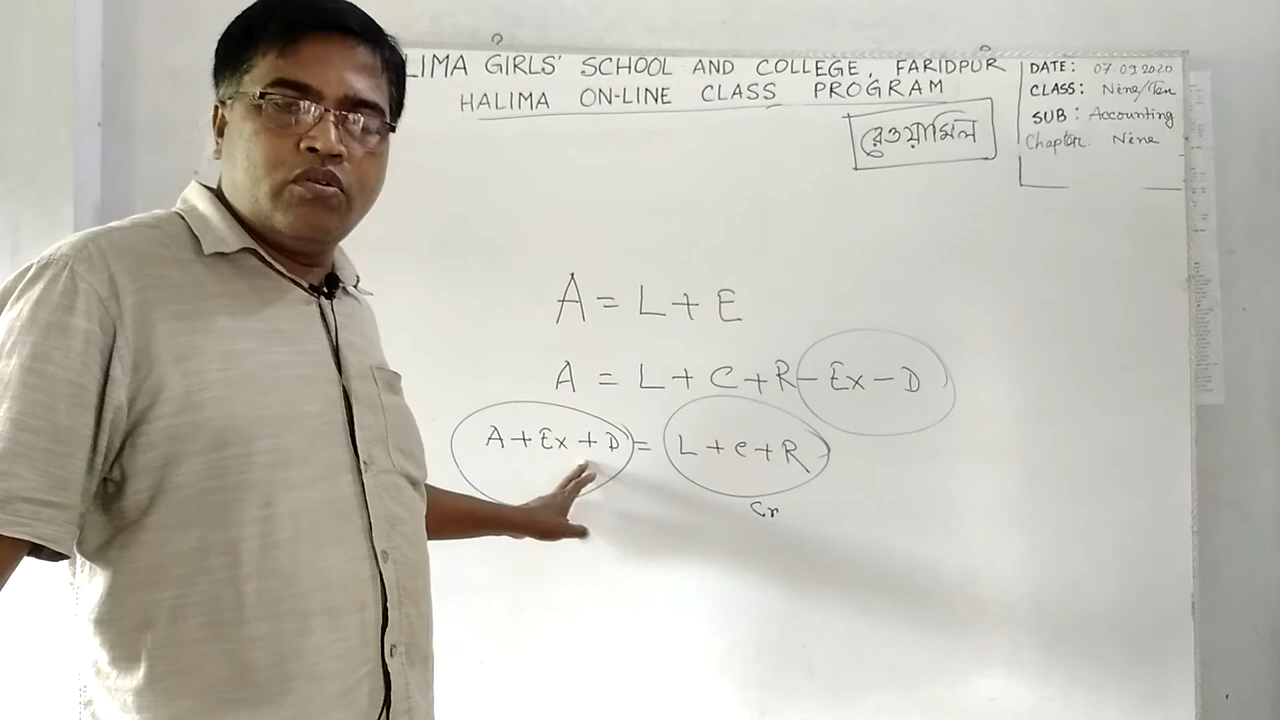 LIMA GIRLS' SCHOOL AND COLLEGE, FARIDPUR
HALIMA ON-LINE CLASS PROGRAM
DATE: 07 09 2020
CLASS: Nine/Ten
SUB: Accounting
Chapter. Nine
রেওয়ামিল
A = L + E
A = L + C + R - Ex - D
A + Ex + D = L + C + R
Cr